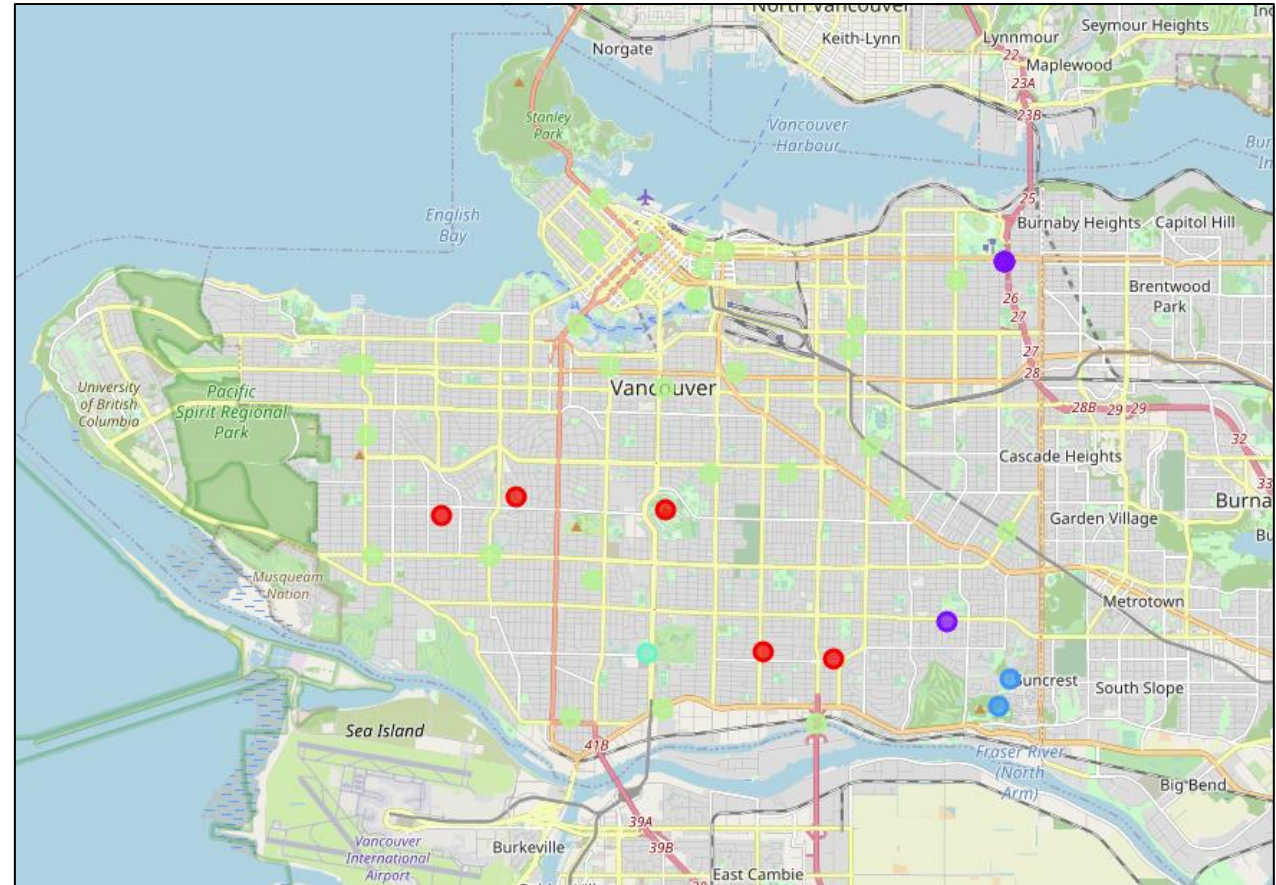 North Vancouver
Norgate
Keith-Lynn
Lynnmour
Seymour Heights
22
Maplewood
23A
23B
Stanley
Park
Vancouver
Harbour
25
English
Bay
Burnaby Heights
Capitol Hill
Brentwood
Park
26
27
27
28
University
of British
Columbia
Pacific
Spirit Regional
Park
Vancouver
28B
29
29
32
33
Cascade Heights
Garden Village
Musqueam
Nation
Metrotown
South Slope
Sea Island
41B
Fraser River
(North
Arm)
Big Bend
39A
39B
Vancouver
International
Airport
Burkeville
East Cambie